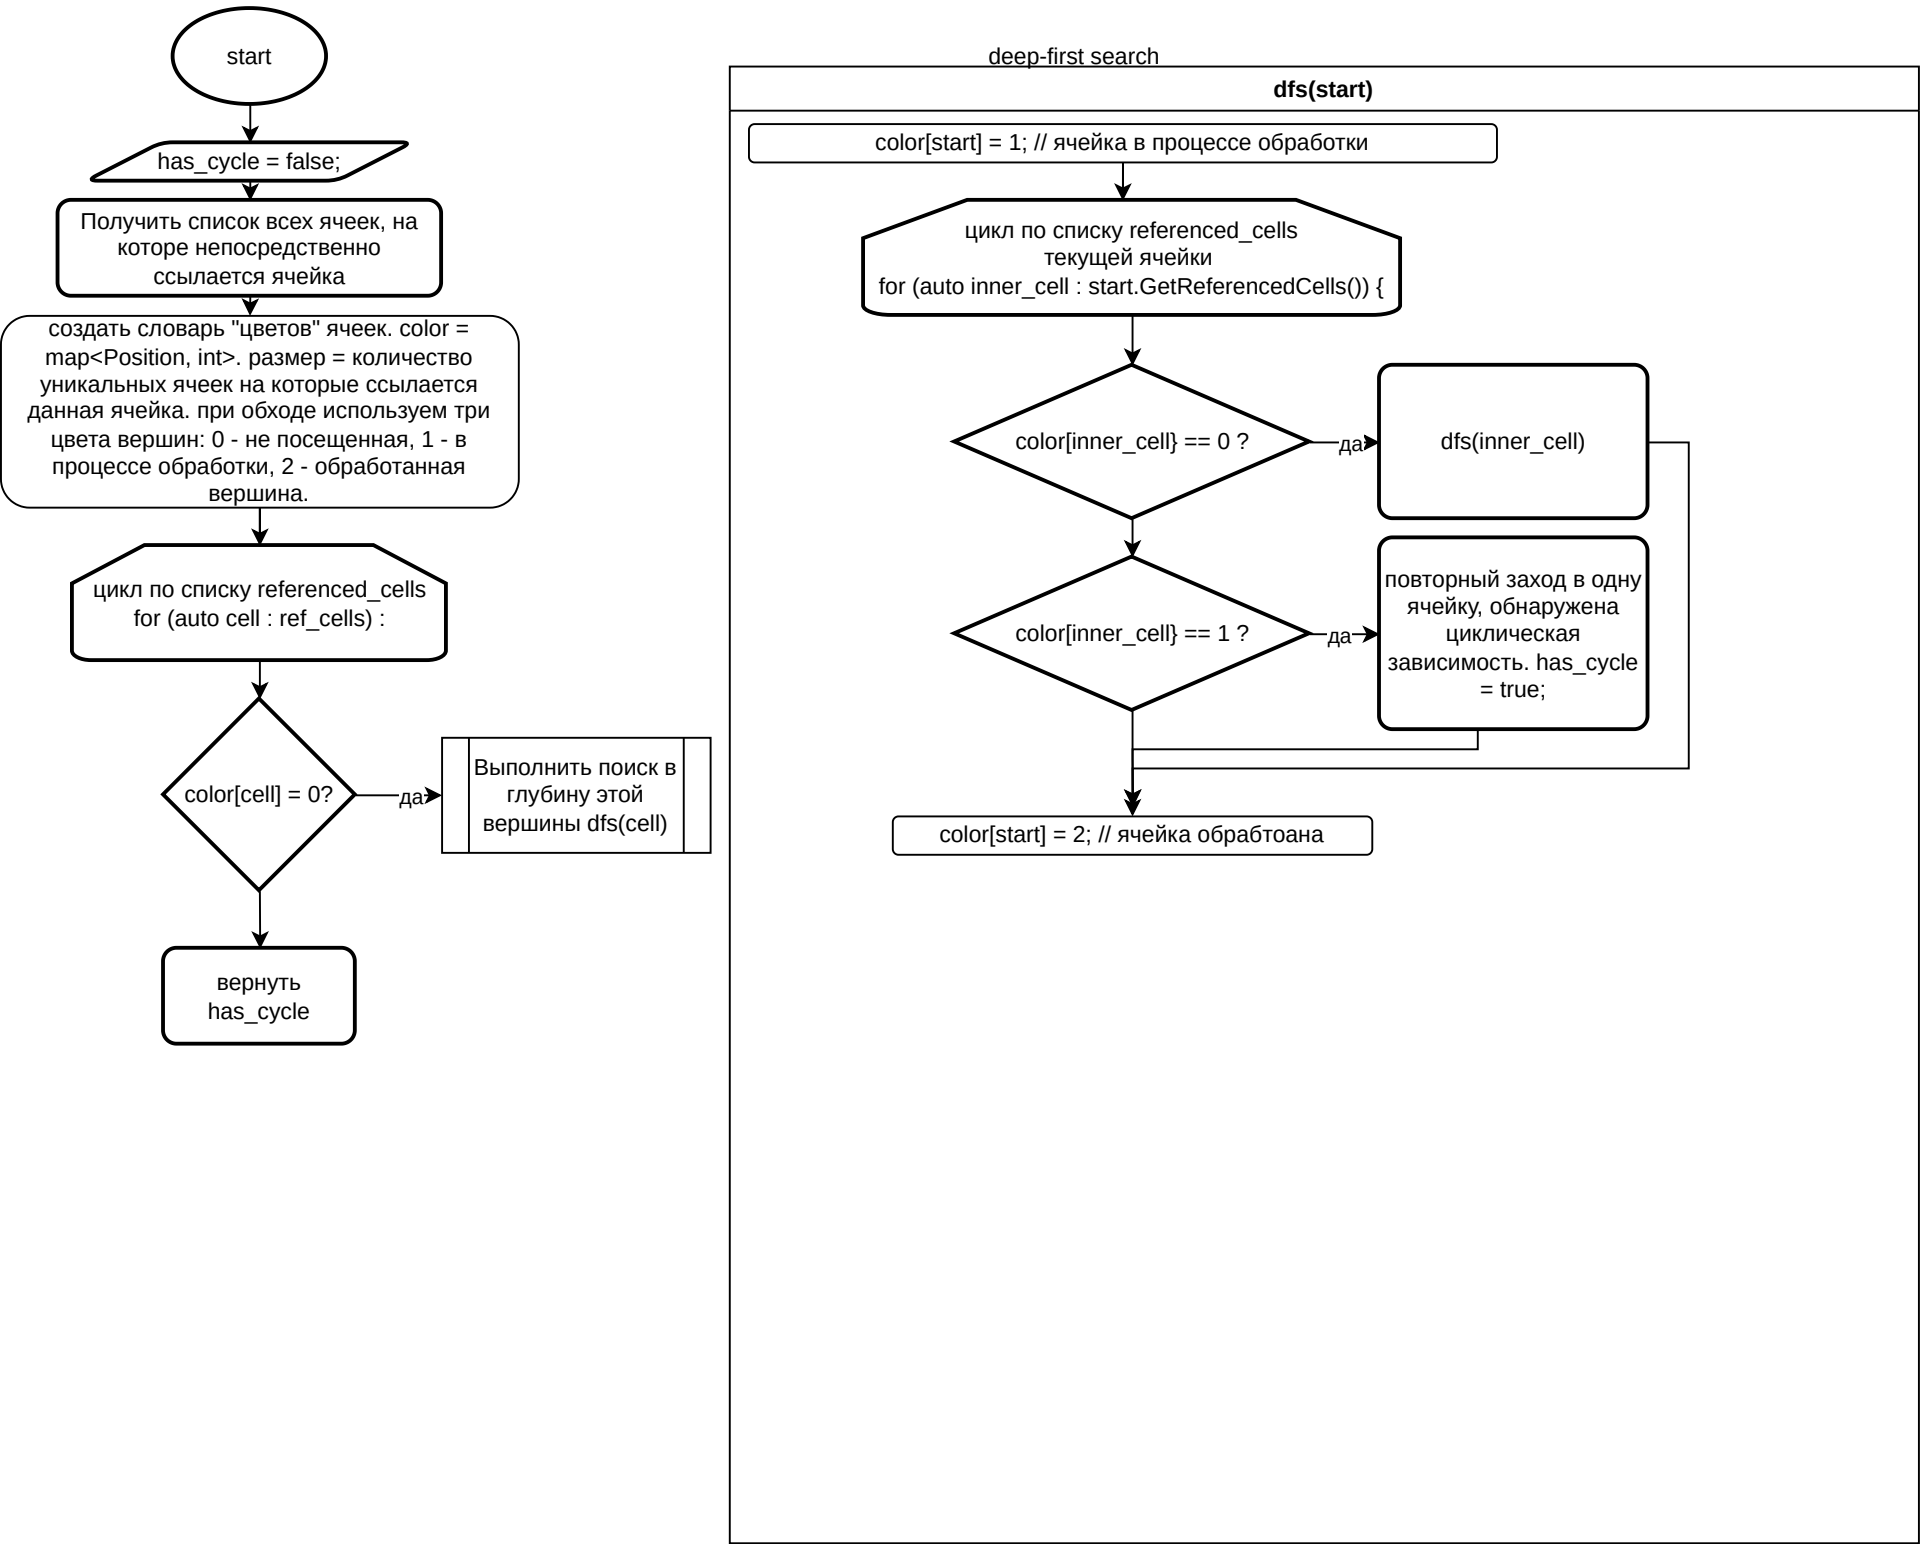 start
has_cycle = false;
Получить список всех ячеек, на
которе непосредственно
ссылается ячейка
создать словарь "цветов" ячеек. color =
map<Position, int>. размер = количество
уникальных ячеек на которые ссылается
данная ячейка. при обходе используем три
цвета вершин: 0 - не посещенная, 1 - в
процессе обработки, 2 - обработанная
вершина.
цикл по списку referenced_cells
for (auto cell : ref_cells) :
color[cell] = 0?
да
Выполнить поиск в
глубину этой
вершины dfs(cell)
вернуть
has_cycle
deep-first search
dfs(start)
color[start] = 1; // ячейка в процессе обработки
цикл по списку referenced_cells
текущей ячейки
for (auto inner_cell : start.GetReferencedCells()) {
color[inner_cell} == 0 ?
да
dfs(inner_cell)
color[inner_cell} == 1 ?
да
повторный заход в одну
ячейку, обнаружена
циклическая
зависимость. has_cycle
= true;
color[start] = 2; // ячейка обрабтоана